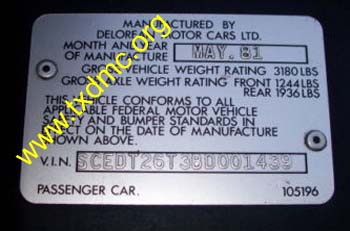 MANUFACTURED BY
DELOREAN MOTOR CARS LTD.
MONTH AND YEAR
OF MANUFACTURE MAY.81
GROSS VEHICLE WEIGHT RATING 3180 LBS
GROSS AXLE WEIGHT RATING FRONT 1244 LBS
REAR 1936 LBS
THIS VEHICLE CONFORMS TO ALL
APPLICABLE FEDERAL MOTOR VEHICLE
SAFETY AND BUMPER STANDARDS IN
EFFECT ON THE DATE OF MANUFACTURE
SHOWN ABOVE.
V.I.N. SCEDT26T3BD001439
PASSENGER CAR. 105196
www.txdmc.org